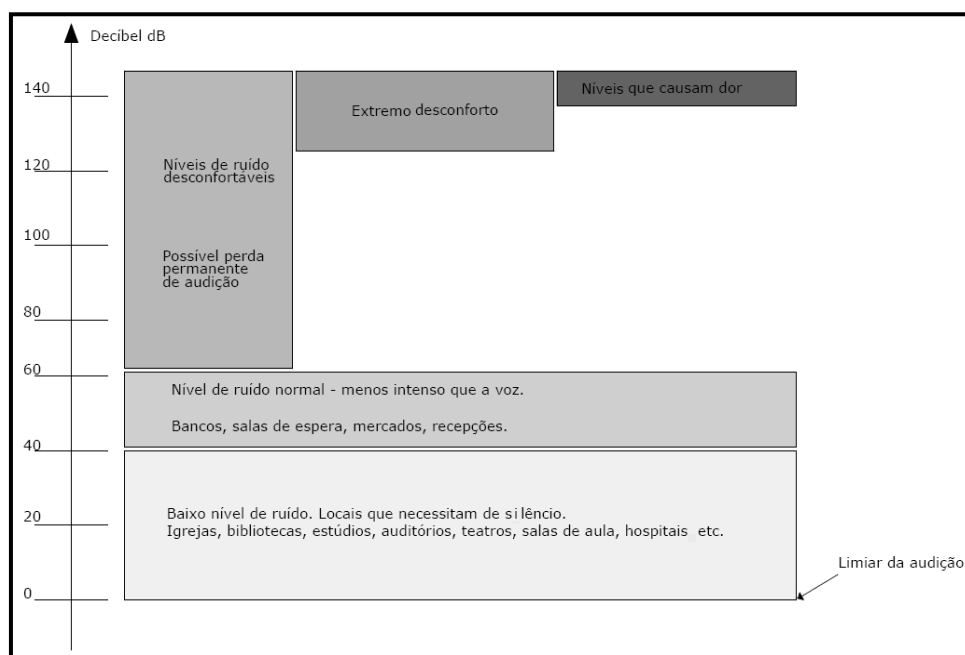 Decíbel dB
140
Níveis que causam dor
Extremo desconforto
120
Níveis de ruído
desconfortáveis
100
Possível perda
permanente
de audição
80
60
Nível de ruído normal - menos intenso que a voz.
Bancos, salas de espera, mercados, recepções.
40
Baixo nível de ruído. Locais que necessitam de silêncio.
20
Igrejas, bibliotecas, estúdios, auditórios, teatros, salas de aula, hospitais etc.
Limiar da audição
0